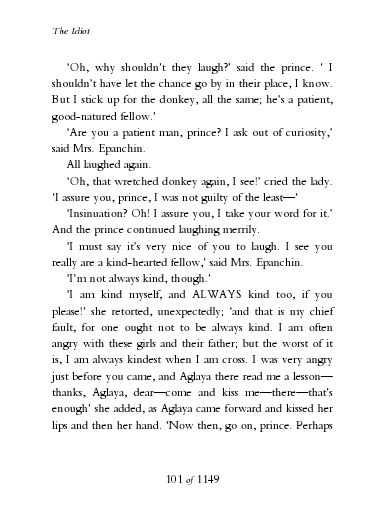 The Idiot
‘Oh, why shouldn’t they laugh?’ said the prince. ‘ I
shouldn’t have let the chance go by in their place, I know.
But I stick up for the donkey, all the same; he’s a patient,
good-natured fellow.’
‘Are you a patient man, prince? I ask out of curiosity,’
said Mrs. Epanchin.
All laughed again.
‘Oh, that wretched donkey again, I see!’ cried the lady.
‘I assure you, prince, I was not guilty of the least—‘
‘Insinuation? Oh! I assure you, I take your word for it.’
And the prince continued laughing merrily.
‘I must say it’s very nice of you to laugh. I see you
really are a kind-hearted fellow,’ said Mrs. Epanchin.
‘I’m not always kind, though.’
‘I am kind myself, and ALWAYS kind too, if you
please!’ she retorted, unexpectedly; ‘and that is my chief
fault, for one ought not to be always kind. I am often
angry with these girls and their father; but the worst of it
is, I am always kindest when I am cross. I was very angry
just before you came, and Aglaya there read me a lesson—
thanks, Aglaya, dear—come and kiss me—there—that’s
enough’ she added, as Aglaya came forward and kissed her
lips and then her hand. ‘Now then, go on, prince. Perhaps
101 of 1149